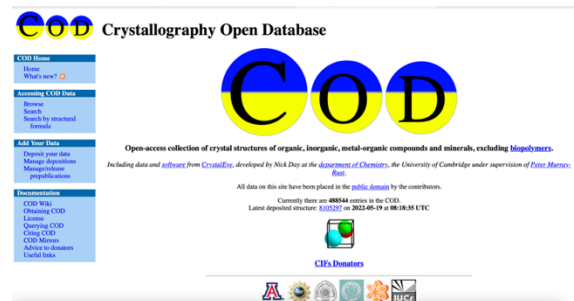 COD Crystallography Open Database
COD Home
Home
What's new?
Accessing COD Data
Browse
Search
Search by structural
formula
Add Your Data
Deposit your data
Manage depositions
Manage/release
prepublications
Documentation
COD Wiki
Obtaining COD
License
Querying COD
Citing COD
COD Mirrors
Advice to donators
Useful links
COD
Open-access collection of crystal structures of organic, inorganic, metal-organic compounds and minerals, excluding biopolymers.
Including data and software from CrystalEye, developed by Nick Day at the department of Chemistry, the University of Cambridge under supervision of Peter Murray-
Rust.
All data on this site have been placed in the public domain by the contributors.
Currently there are 488544 entries in the COD.
Latest deposited structure: 8105297 on 2022-05-19 at 08:18:35 UTC
CIFs Donators
A
IUCr